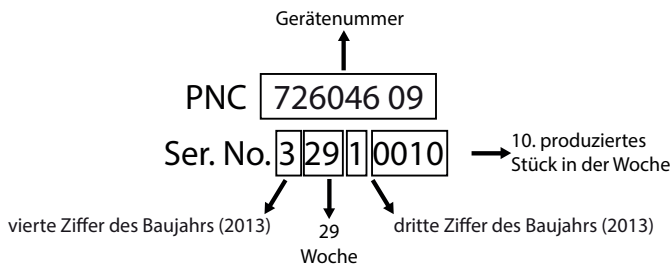 Gerätenummer
PNC 726046 09
Ser. No. 3 29 1 0010
10. produziertes
Stück in der Woche
vierte Ziffer des Baujahrs (2013)
29
Woche
dritte Ziffer des Baujahrs (2013)